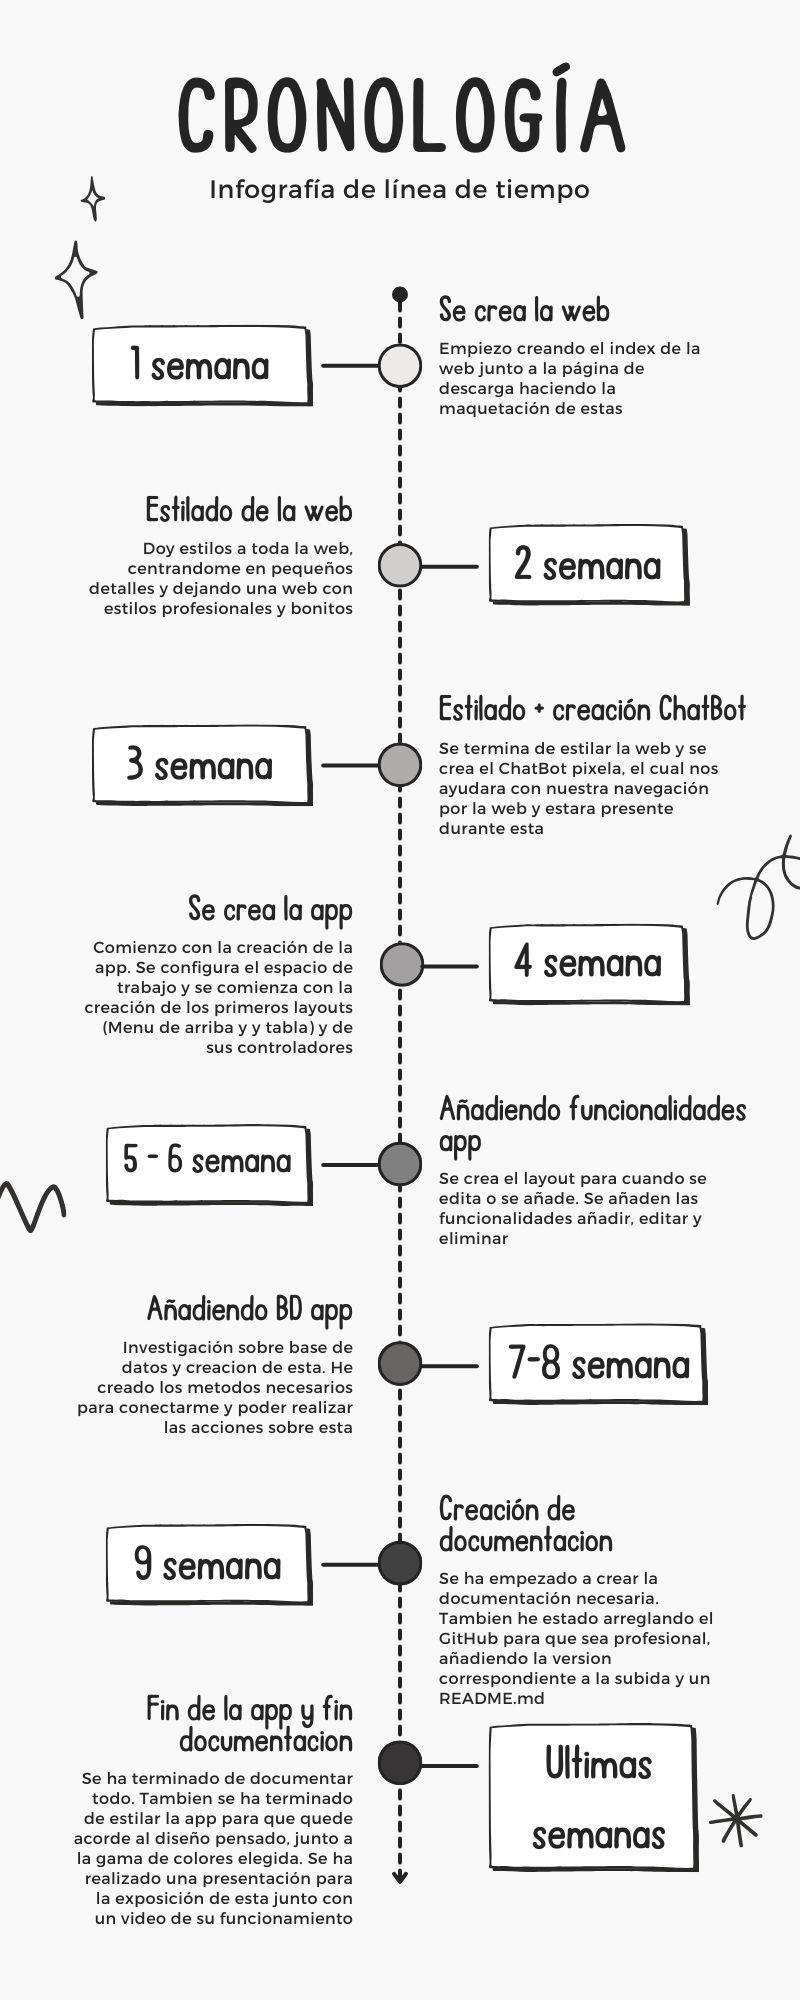 CRONOLOGÍA
Infografía de línea de tiempo
1 semana
Se crea la web
Empiezo creando el index de la
web junto a la página de
descarga haciendo la
maquetación de estas
Estilado de la web
Doy estilos a toda la web,
centrandome en pequeños
detalles y dejando una web con
estilos profesionales y bonitos
2 semana
3 semana
Estilado + creación ChatBot
Se termina de estilar la web y se
crea el ChatBot pixela, el cual nos
ayudara con nuestra navegación
por la web y estara presente
durante esta
Se crea la app
Comienzo con la creación de la
app. Se configura el espacio de
trabajo y se comienza con la
creación de los primeros layouts
(Menu de arriba y y tabla) y de
sus controladores
4 semana
5 - 6 semana
Añadiendo funcionalidades
app
Se crea el layout para cuando se
edita o se añade. Se añaden las
funcionalidades añadir, editar y
eliminar
Añadiendo BD app
Investigación sobre base de
datos y creacion de esta. He
creado los metodos necesarios
para conectarme y poder realizar
las acciones sobre esta
7-8 semana
9 semana
Creación de
documentacion
Se ha empezado a crear la
documentación necesaria.
Tambien he estado arreglando el
GitHub para que sea profesional,
añadiendo la version
correspondiente a la subida y un
README.md
Fin de la app y fin
documentacion
Se ha terminado de documentar
todo. Tambien se ha terminado
de estilar la app para que quede
acorde al diseño pensado, junto a
la gama de colores elegida. Se ha
realizado una presentación para
la exposición de esta junto con
un video de su funcionamiento
Ultimas
semanas